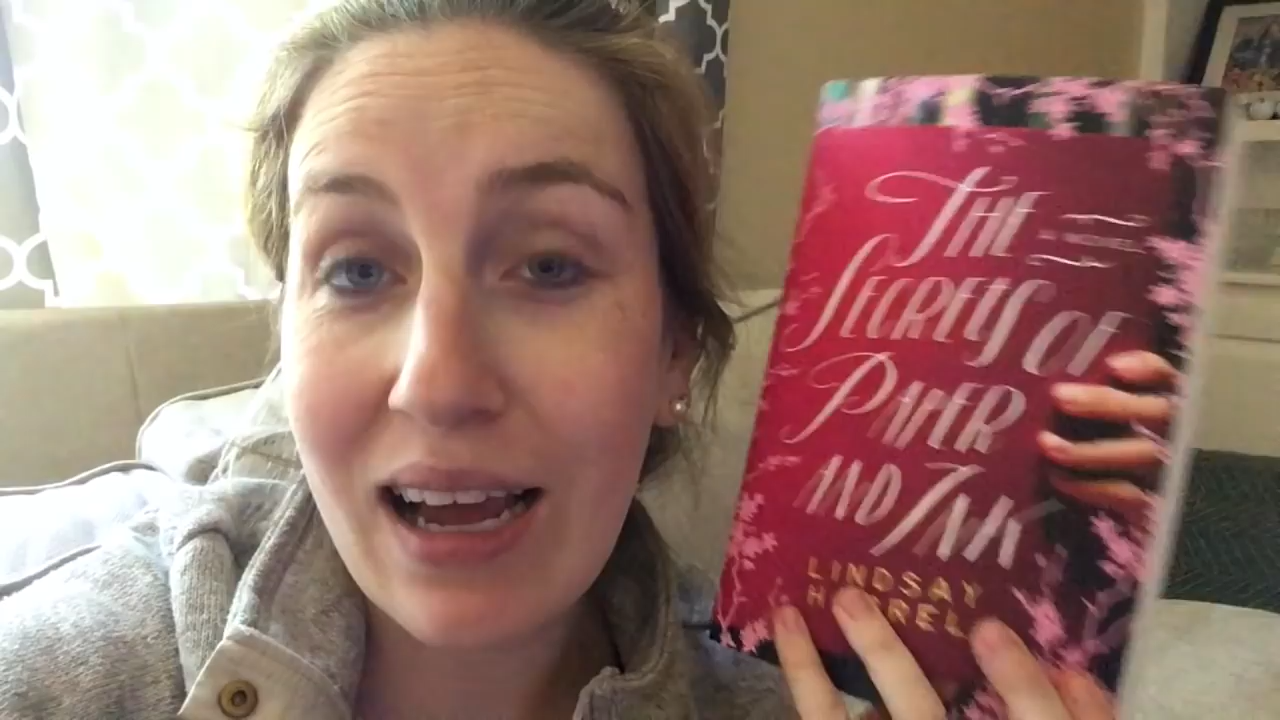 THE
SECRETS OF
PAPER
AND INK
LINDSAY
HARREL